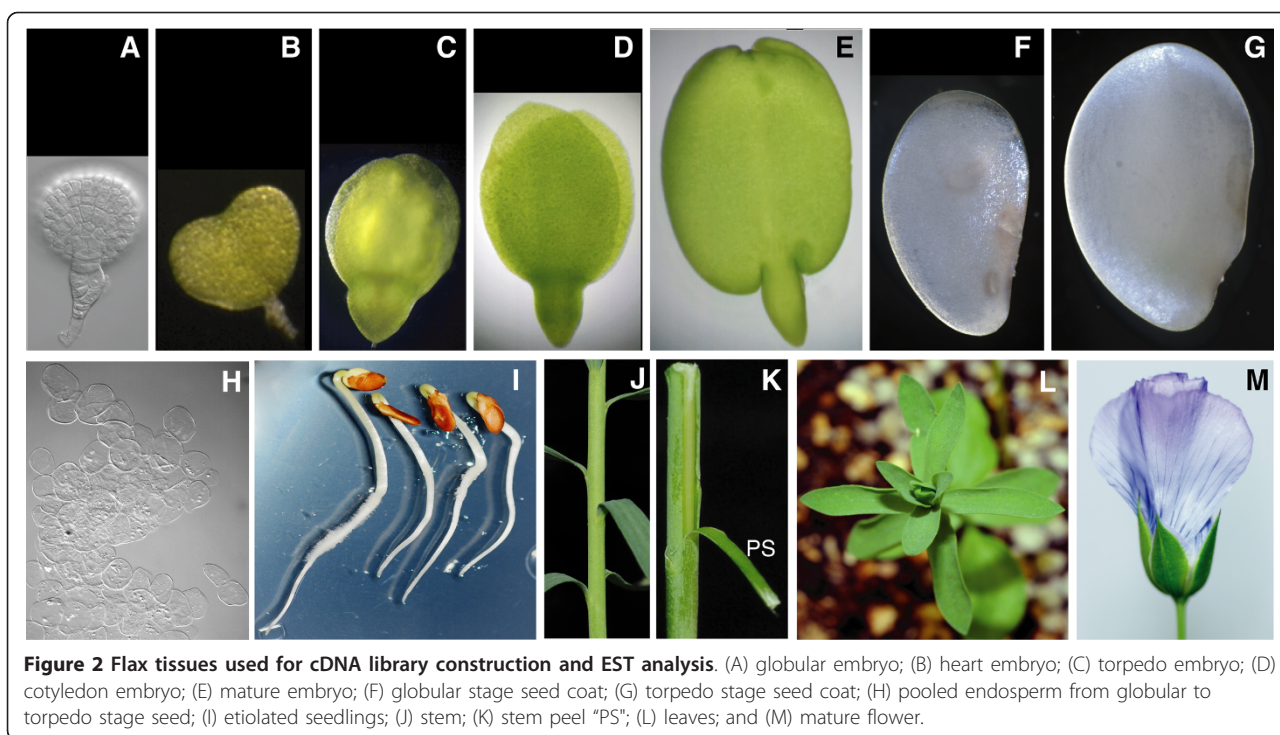 A B C D E F G
H I J K L M
PS
Figure 2 Flax tissues used for cDNA library construction and EST analysis. (A) globular embryo; (B) heart embryo; (C) torpedo embryo; (D)
cotyledon embryo; (E) mature embryo; (F) globular stage seed coat; (G) torpedo stage seed coat; (H) pooled endosperm from globular to
torpedo stage seed; (I) etiolated seedlings; (J) stem; (K) stem peel “PS"; (L) leaves; and (M) mature flower.